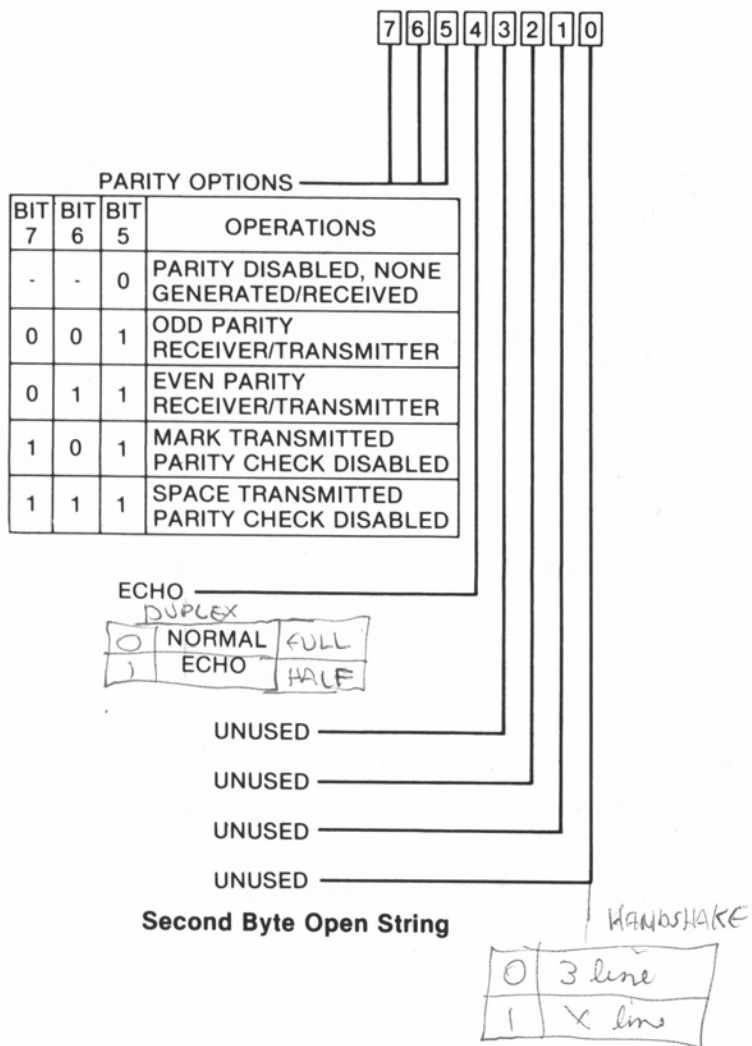 7 6 5 4 3 2 1 0
PARITY OPTIONS
BIT 7 BIT 6 BIT 5 OPERATIONS
- - 0 PARITY DISABLED, NONE
GENERATED/RECEIVED
0 0 1 ODD PARITY
RECEIVER/TRANSMITTER
0 1 1 EVEN PARITY
RECEIVER/TRANSMITTER
1 0 1 MARK TRANSMITTED
PARITY CHECK DISABLED
1 1 1 SPACE TRANSMITTED
PARITY CHECK DISABLED
ECHO
DUPLEX
0 NORMAL FULL
1 ECHO HALF
UNUSED
UNUSED
UNUSED
UNUSED
Second Byte Open String
HANDSHAKE
0 3 line
1 X line